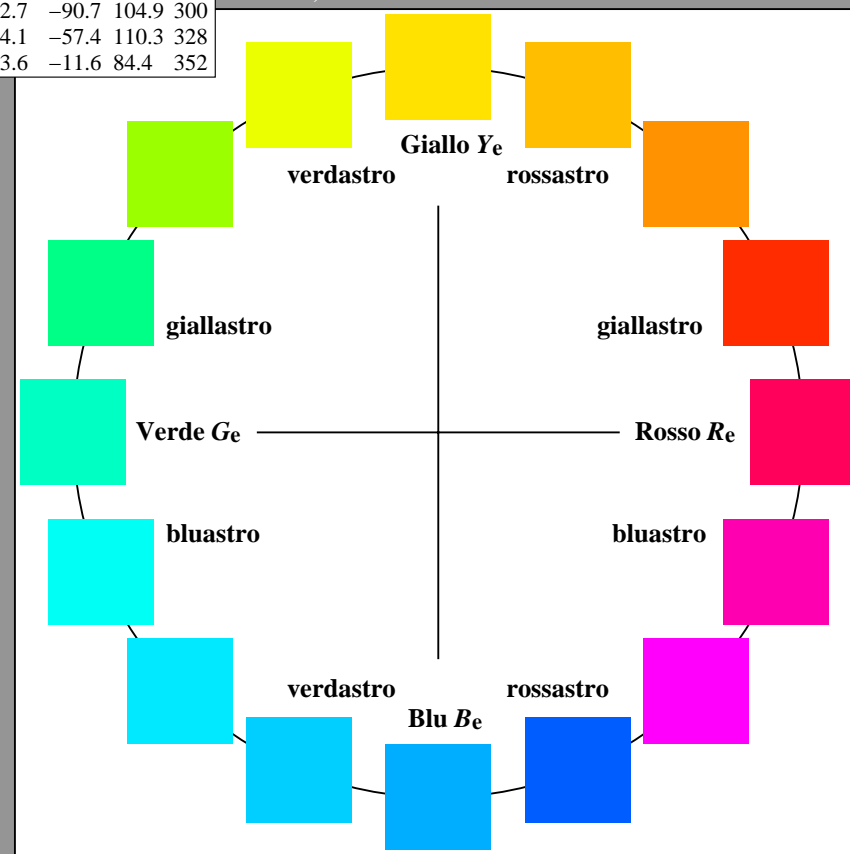 2.7 −90.7 104.9 300
4.1 −57.4 110.3 328
3.6 −11.6 84.4 352
Giallo Ye
verdastro rossastro
giallastro giallastro
Verde Ge Rosso Re
bluastro bluastro
verdastro rossastro
Blu Be